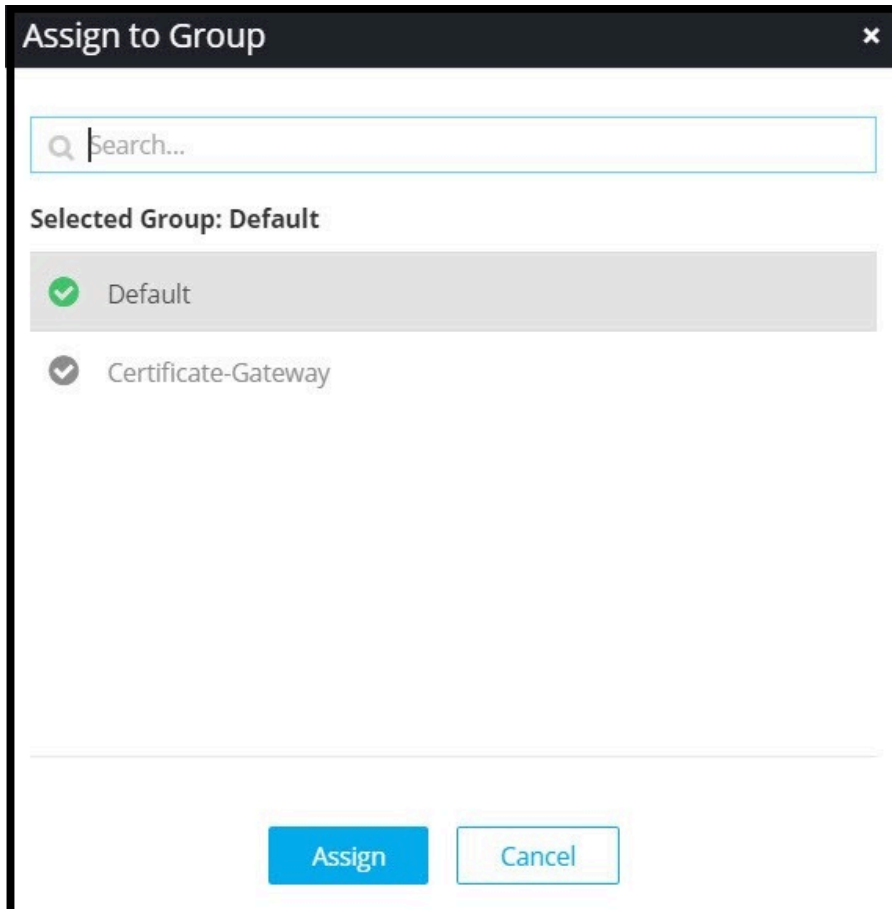 Assign to Group
Search...
Selected Group: Default
Default
Certificate-Gateway
Assign Cancel